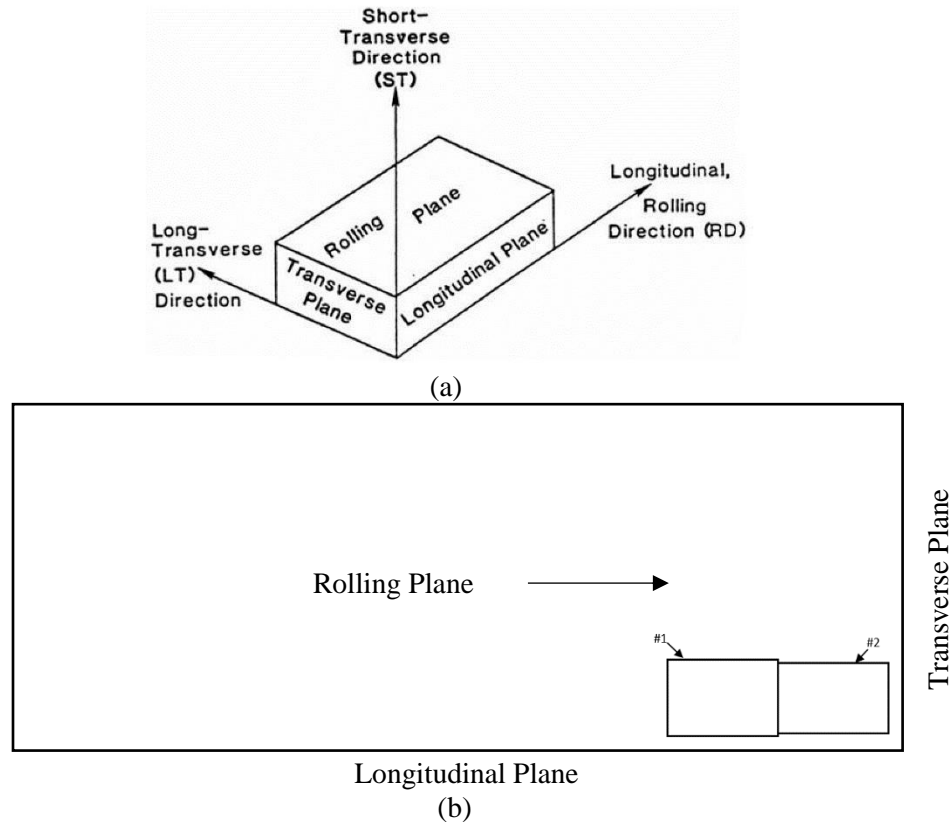 Short-
Transverse
Direction
(ST)
Longitudinal,
Rolling
Direction (RD)
Long-
Transverse
(LT)
Direction
Rolling Plane
Transverse
Plane
Longitudinal Plane
(a)
Rolling Plane
#1
#2
Transverse Plane
Longitudinal Plane
(b)